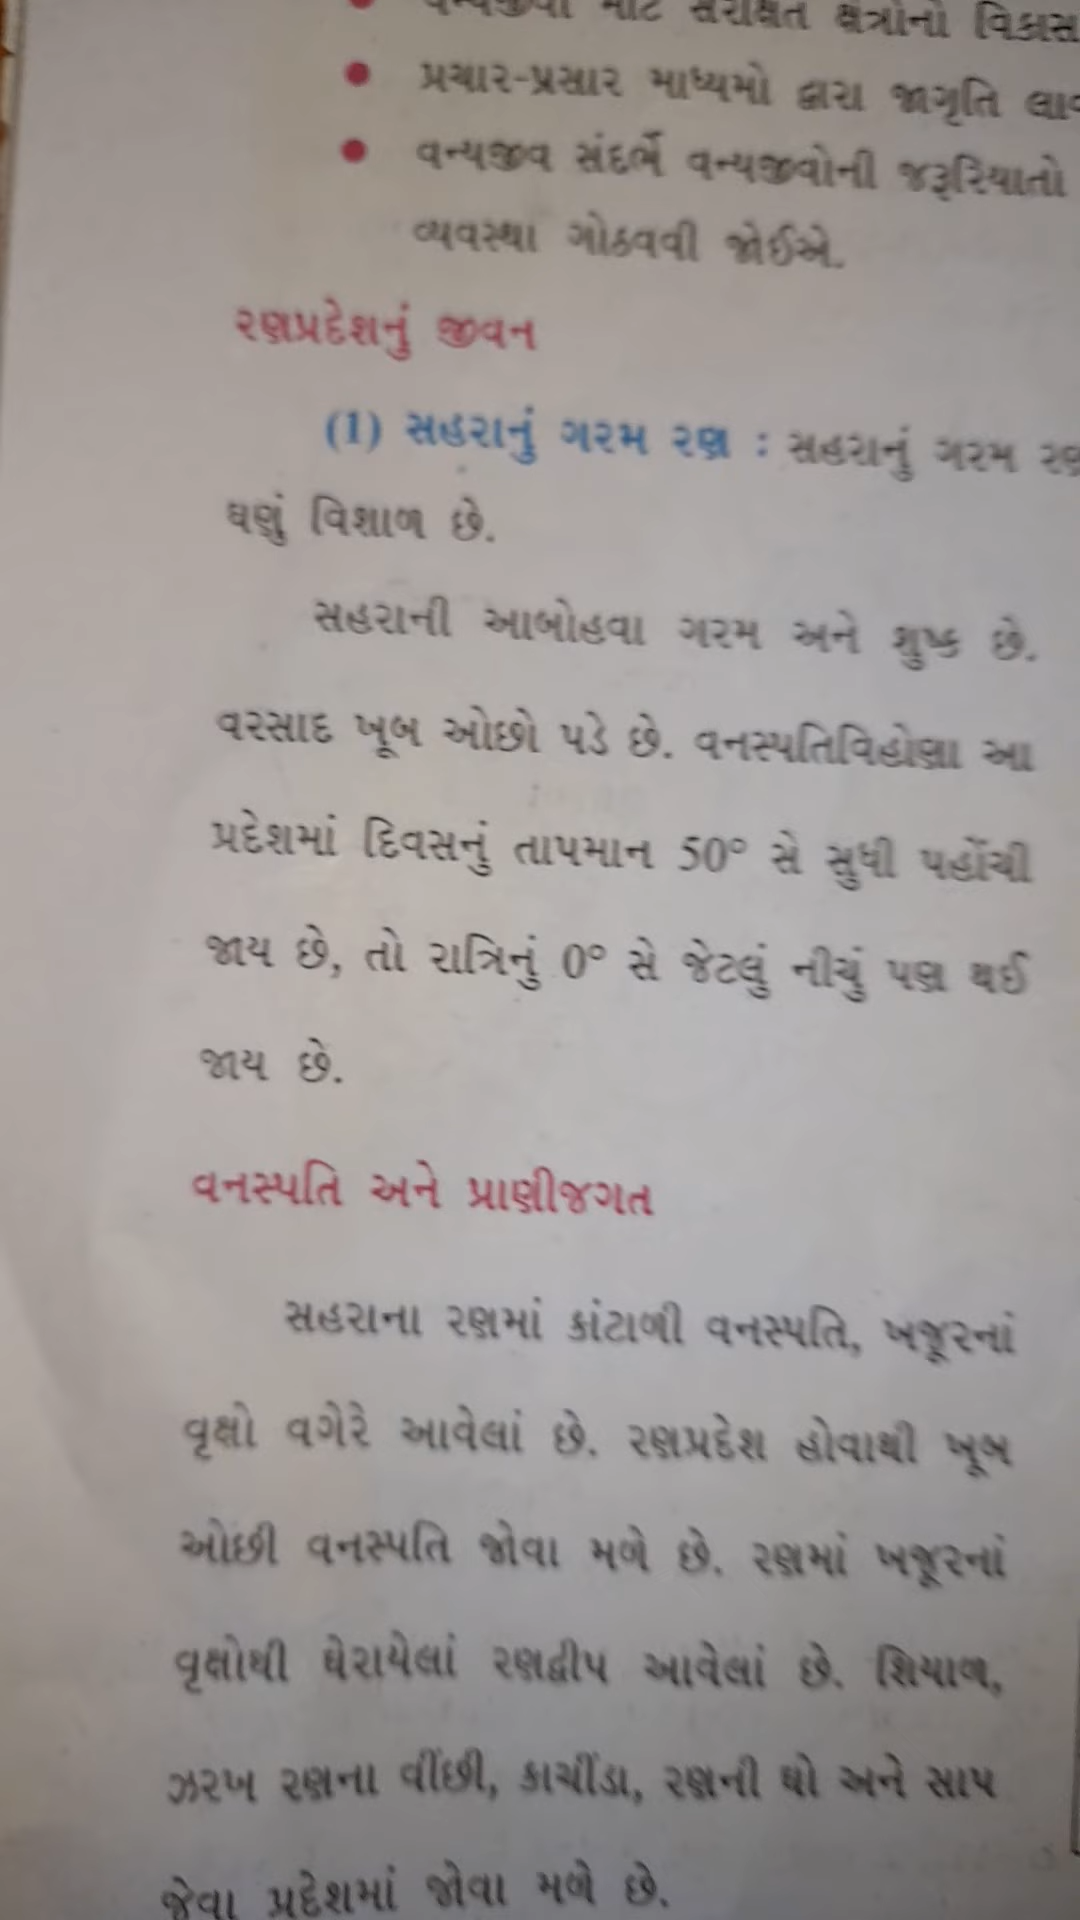 માટે સંરક્ષિત ક્ષેત્રોનો વિકાસ
• પ્રચાર-પ્રસાર માધ્યમો દ્વારા જાગૃતિ
• વન્યજીવ સંદર્ભે વન્યજીવોની જરૂરિયાતો
વ્યવસ્થા ગોઠવવી જોઈએ.
રણપ્રદેશનું જીવન
(1) સહરાનું ગરમ રણ : સહરાનું ગરમ રણ
ઘણું વિશાળ છે.
સહરાની આબોહવા ગરમ અને શુષ્ક છે.
વરસાદ ખૂબ ઓછો પડે છે. વનસ્પતિવિહોણા આ
પ્રદેશમાં દિવસનું તાપમાન 50° સે સુધી પહોંચી
જાય છે, તો રાત્રિનું 0° સે જેટલું નીચું પણ થઈ
જાય છે.
વનસ્પતિ અને પ્રાણીજગત
સહરાના રણમાં કાંટાળી વનસ્પતિ, ખજૂરનાં
વૃક્ષો વગેરે આવેલાં છે. રણપ્રદેશ હોવાથી ખૂબ
ઓછી વનસ્પતિ જોવા મળે છે. રણમાં ખજૂરનાં
વૃક્ષોથી ઘેરાયેલાં રણદ્વીપ આવેલાં છે. શિયાળ,
ઝરખ રણના વીંછી, કાચીંડા, રણની ઘો અને સાપ
જેવા પ્રદેશમાં જોવા મળે છે.